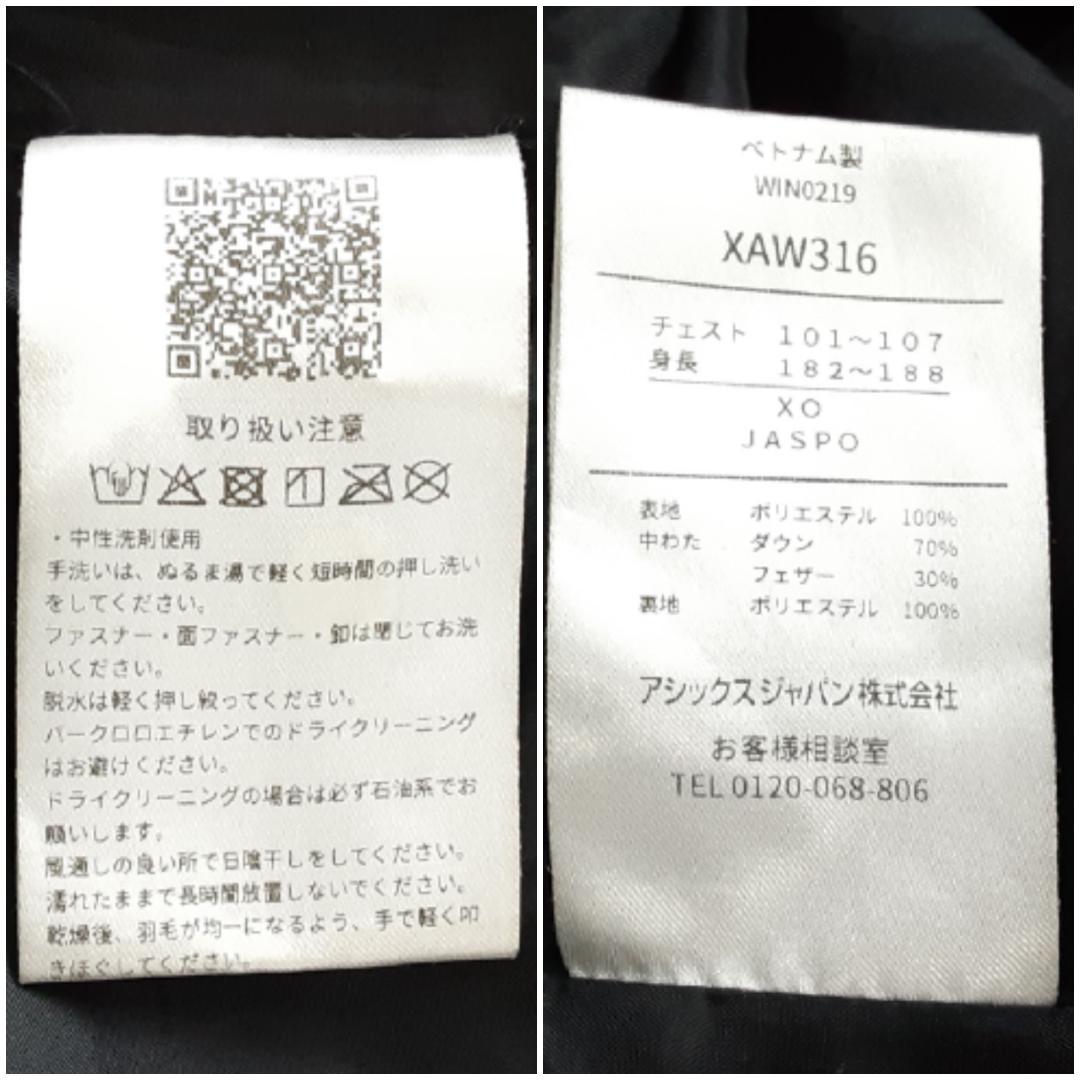 取り扱い注意
・中性洗剤使用
手洗いは、ぬるま湯で軽く短時間の押し洗い
をしてください。
ファスナー・面ファスナー・釦は閉じてお洗
いください。
脱水は軽く押し絞ってください。
パークロロエチレンでのドライクリーニング
はお避けください。
ドライクリーニングの場合は必ず石油系でお
願いします。
風通しの良い所で日陰干しをしてください。
濡れたままで長時間放置しないでください。
乾燥後、羽毛が均一になるよう、手で軽く叩
きほぐしてください。
ベトナム製
WIN0219
XAW316
チェスト 101～107
身長 182～188
XO
JASPO
表地 ポリエステル 100%
中わた ダウン 70%
フェザー 30%
裏地 ポリエステル 100%
アシックスジャパン株式会社
お客様相談室
TEL 0120-068-806